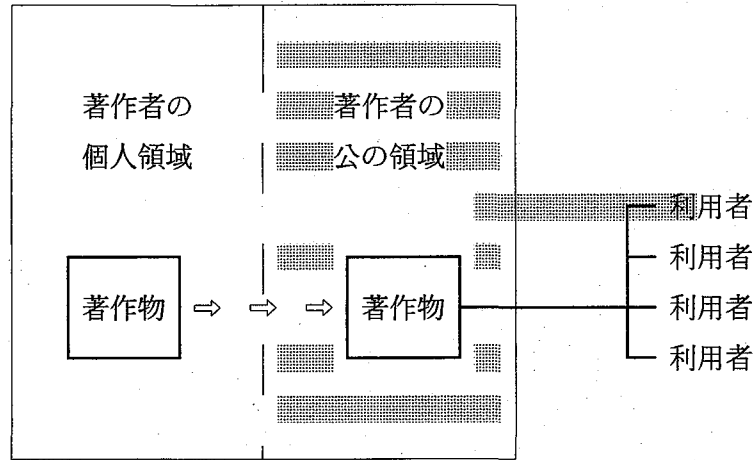 著作者の
個人領域
著作者の
公の領域
著作物
⇨ ⇨ ⇨
著作物
利用者
利用者
利用者
利用者